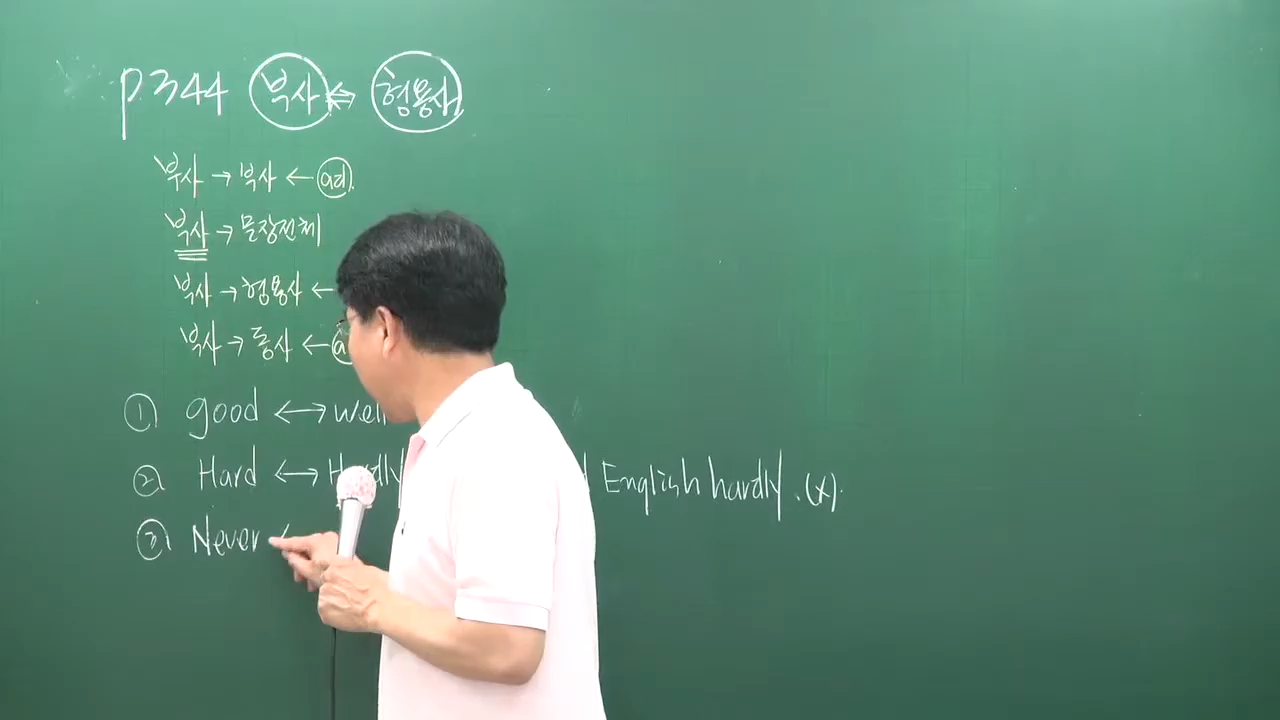 p344 부사 ⇔ 형용사
부사 → 부사 ← ad.
부사 → 문장전체
부사 → 형용사 ←
부사 → 동사 ← a
① good ↔ well
② Hard ↔ Hardly English hardly. (x).
③ Never